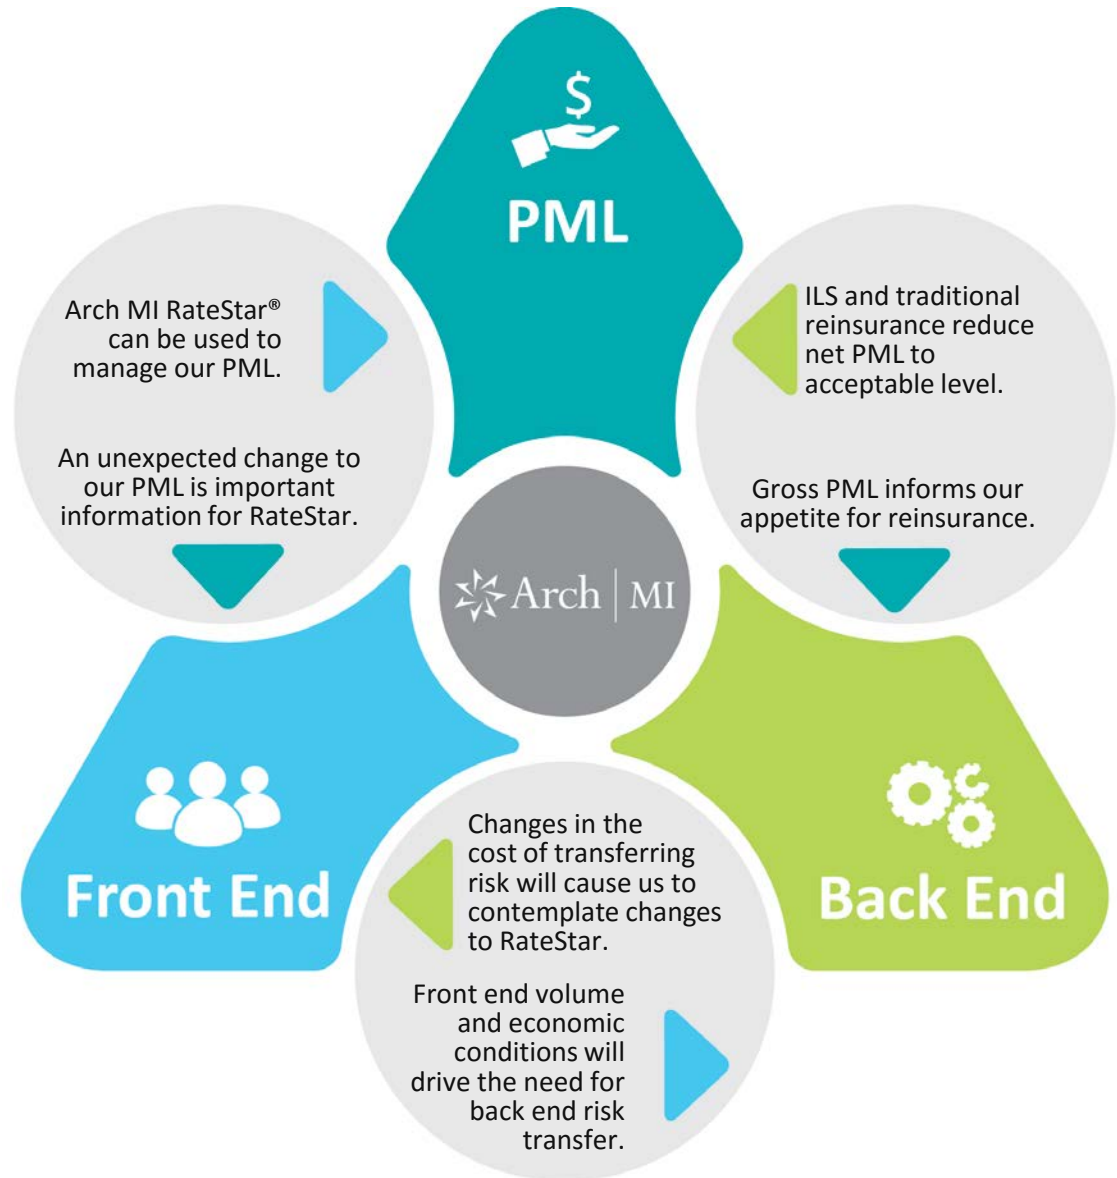 $
PML
Arch MI RateStar®
can be used to
manage our PML.
An unexpected change to
our PML is important
information for RateStar.
ILS and traditional
reinsurance reduce
net PML to
acceptable level.
Gross PML informs our
appetite for reinsurance.
Arch | MI
Front End
Changes in the
cost of transferring
risk will cause us to
contemplate changes
to RateStar.
Front end volume
and economic
conditions will
drive the need for
back end risk
transfer.
Back End